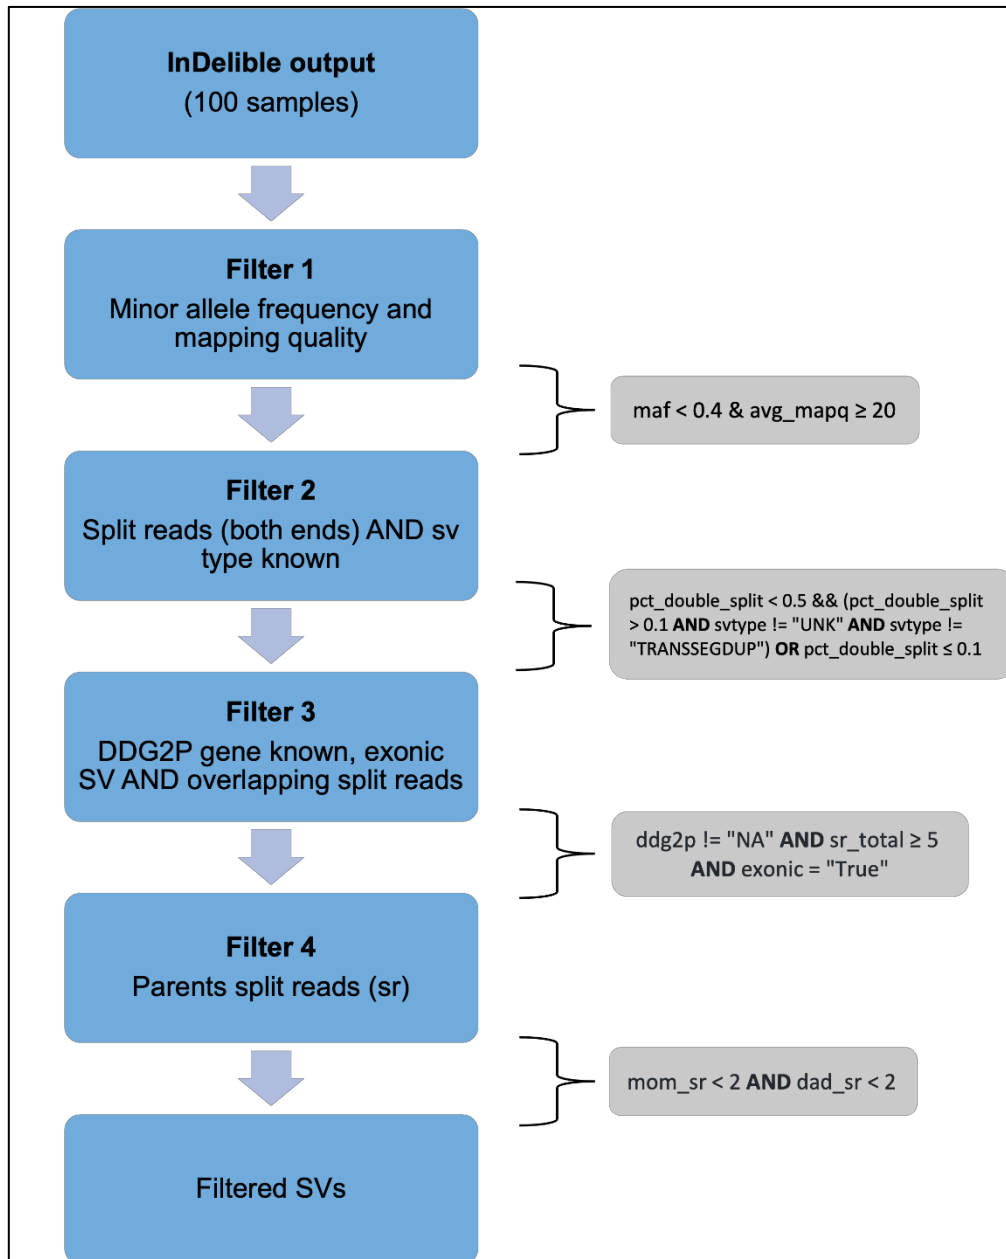 InDelible output
(100 samples)
Filter 1
Minor allele frequency and
mapping quality
maf < 0.4 & avg_mapq ≥ 20
Filter 2
Split reads (both ends) AND sv
type known
pct_double_split < 0.5 && (pct_double_split
> 0.1 AND svtype != "UNK" AND svtype !=
"TRANSSEGDUP") OR pct_double_split ≤ 0.1
Filter 3
DDG2P gene known, exonic
SV AND overlapping split reads
ddg2p != "NA" AND sr_total ≥ 5
AND exonic = "True"
Filter 4
Parents split reads (sr)
mom_sr < 2 AND dad_sr < 2
Filtered SVs